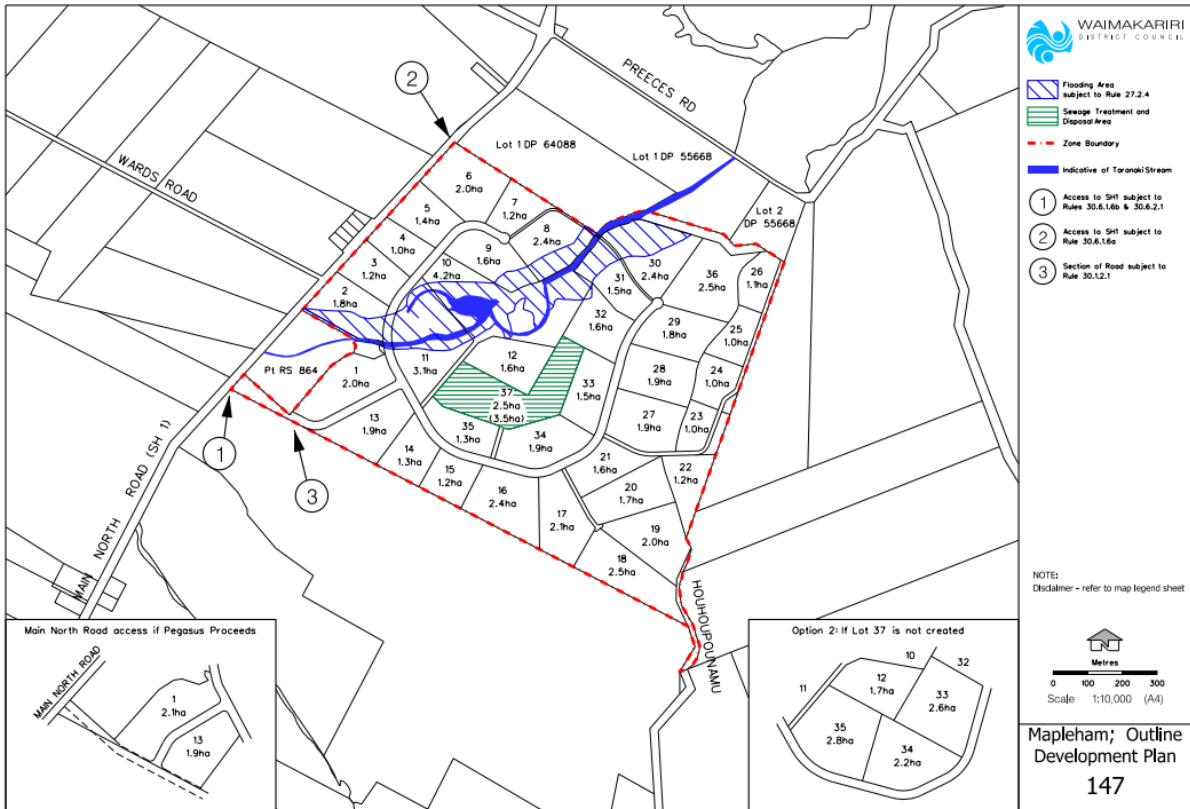 WAIMAKARIRI
DISTRICT COUNCIL
Flooding Area
subject to Rule 27.2.4
Sewage Treatment and
Disposal Area
Zone Boundary
Indicative of Taranaki Stream
1
Access to SH1 subject to
Rules 30.6.1.6b & 30.6.2.1
2
Access to SH1 subject to
Rule 30.6.1.6a
3
Section of Road subject to
Rule 30.1.2.1
NOTE:
Disclaimer - refer to map legend sheet
Metres
0 100 200 300
Scale 1:10,000 (A4)
Mapleham; Outline
Development Plan
147
2
PREECES RD
WARDS ROAD
Lot 1 DP 64088
Lot 1 DP 55668
Lot 2
DP 55668
6
2.0ha
5
1.4ha
7
1.2ha
4
1.0ha
8
2.4ha
3
1.2ha
9
1.6ha
10
4.2ha
2
1.8ha
30
2.4ha
36
2.5ha
26
1.1ha
31
1.5ha
32
1.6ha
29
1.8ha
25
1.0ha
Pt RS 864
1
2.0ha
11
3.1ha
12
1.6ha
28
1.9ha
24
1.0ha
33
1.5ha
37
2.5ha
(3.5ha)
27
1.9ha
23
1.0ha
13
1.9ha
35
1.3ha
34
1.9ha
14
1.3ha
15
1.2ha
21
1.6ha
22
1.2ha
16
2.4ha
20
1.7ha
17
2.1ha
19
2.0ha
18
2.5ha
1
3
MAIN NORTH ROAD (SH 1)
HOUHOUPOUNAMU
Main North Road access if Pegasus Proceeds
MAIN NORTH ROAD
1
2.1ha
13
1.9ha
Option 2: If Lot 37 is not created
10
32
11
12
1.7ha
33
2.6ha
35
2.8ha
34
2.2ha